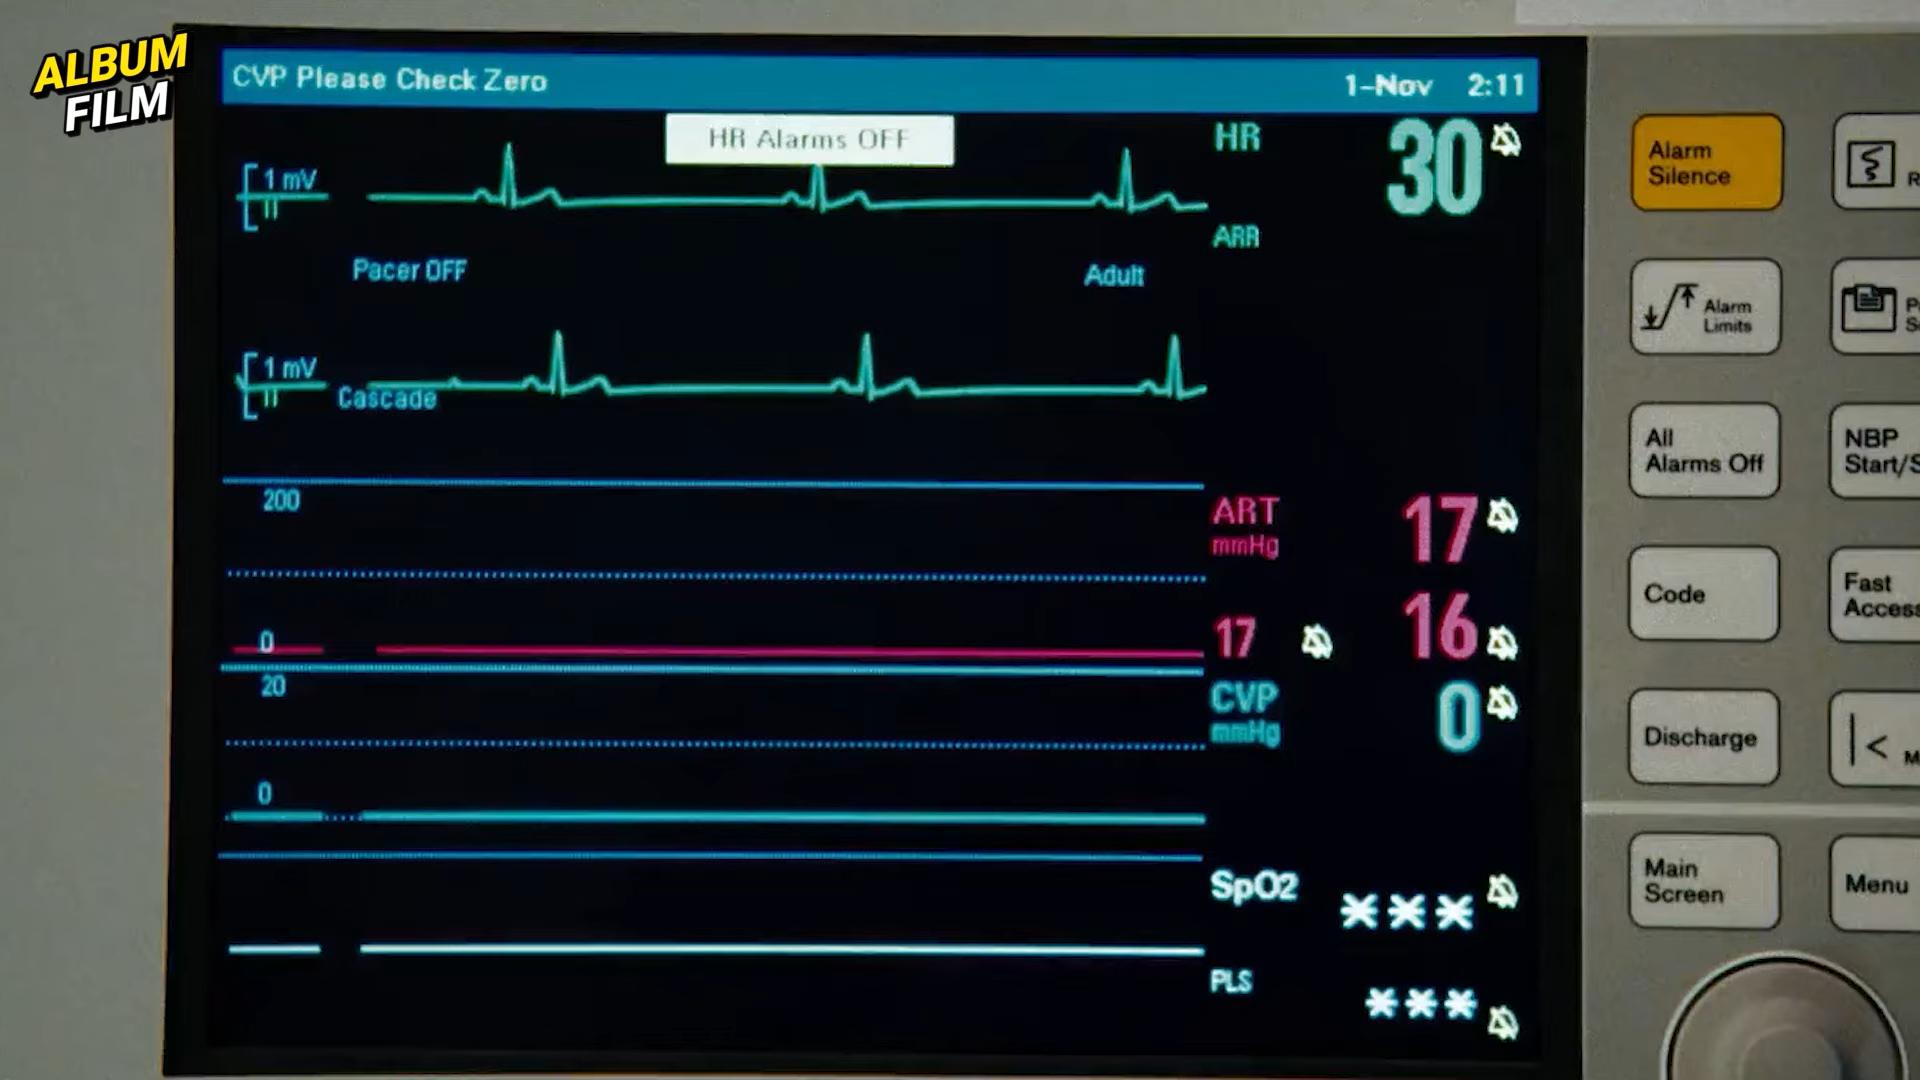 ALBUM
FILM
CVP Please Check Zero
1-Nov 2:11
HR Alarms OFF
HR 30
1 mV
II
ARR
Pacer OFF
Adult
1 mV
II
Cascade
200
ART 17
mmHg
0
17 16
20
CVP 0
mmHg
0
SpO2
***
PLS
***
Alarm
Silence
R
Alarm
Limits
All
Alarms Off
NBP
Start/S
Code
Fast
Access
Discharge
M
Main
Screen
Menu